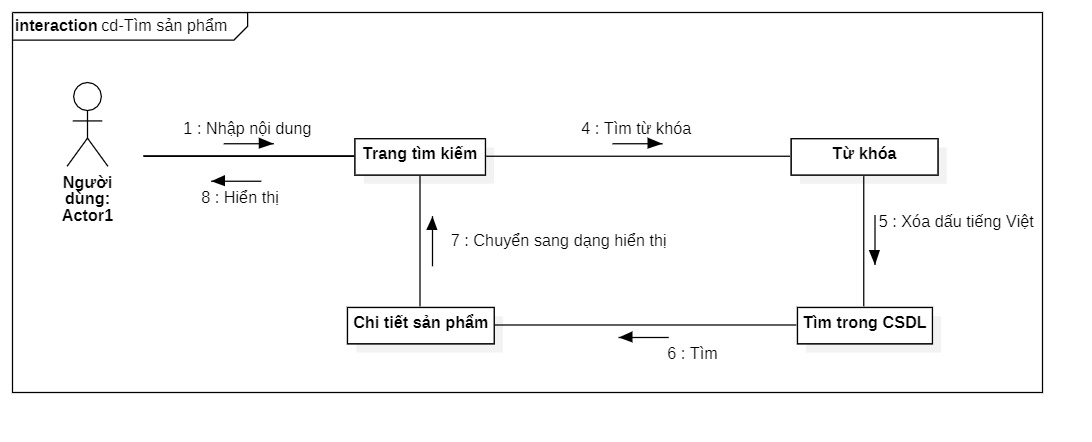 interaction cd-Tìm sản phẩm
1 : Nhập nội dung
4 : Tìm từ khóa
Trang tìm kiếm
Từ khóa
Người
dùng:
Actor1
8 : Hiển thị
5 : Xóa dấu tiếng Việt
7 : Chuyển sang dạng hiển thị
Chi tiết sản phẩm
Tìm trong CSDL
6 : Tìm